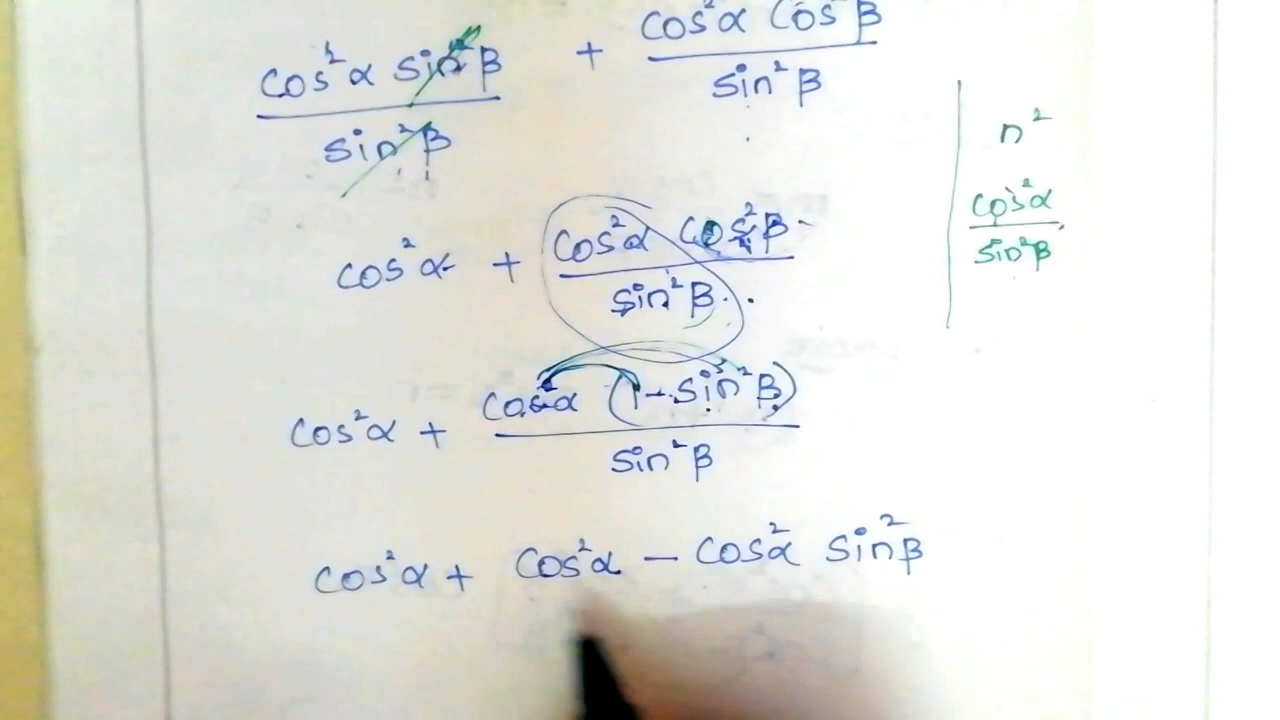 cos²α sin²β / sin²β + cos²α cos²β / sin²β
n²
cos²α / sin²β
cos²α + cos²α cos²β / sin²β
cos²α + cos²α (1 - sin²β) / sin²β
cos²α + cos²α - cos²α sin²β